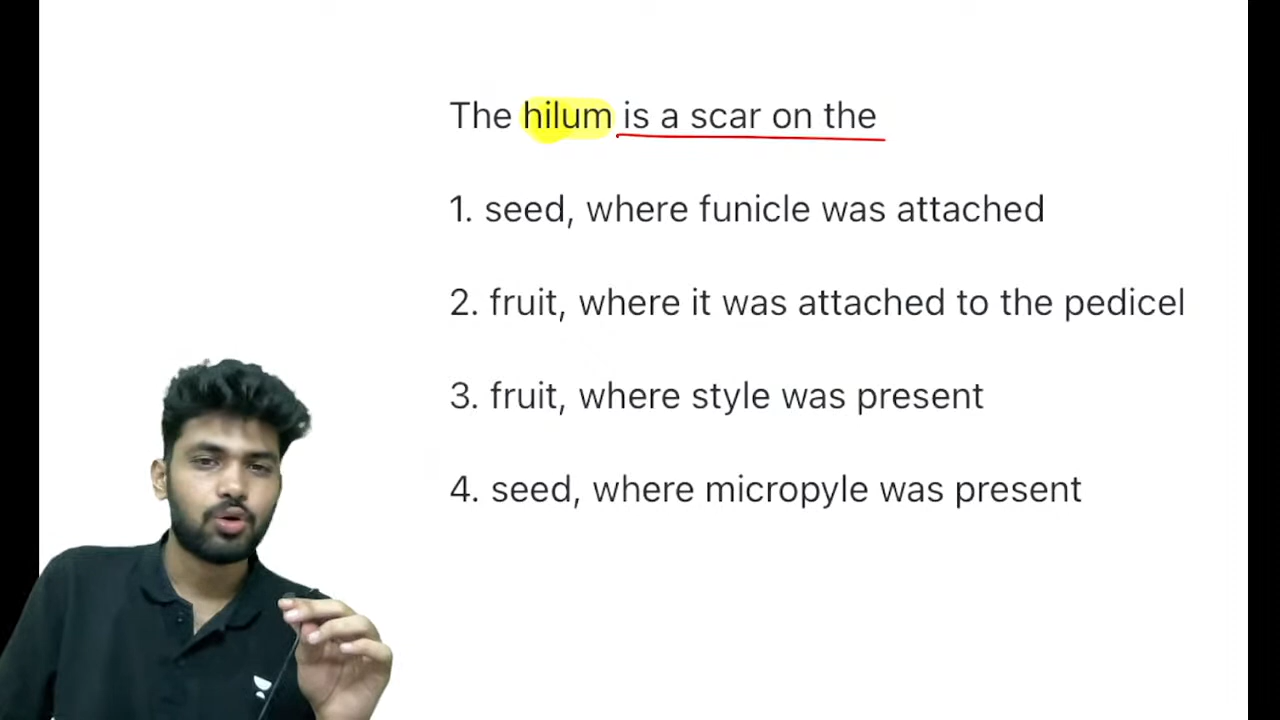 The hilum is a scar on the
1. seed, where funicle was attached
2. fruit, where it was attached to the pedicel
3. fruit, where style was present
4. seed, where micropyle was present